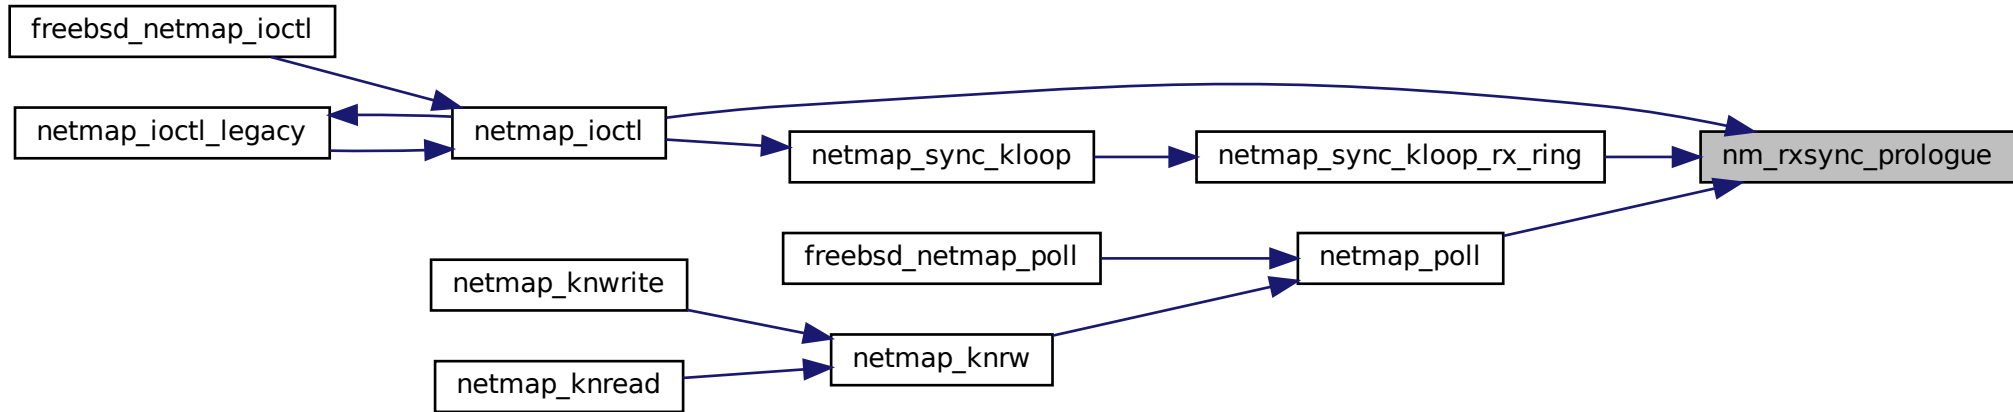 freebsd_netmap_ioctl
netmap_ioctl_legacy
netmap_ioctl
netmap_sync_kloop
netmap_sync_kloop_rx_ring
nm_rxsync_prologue
freebsd_netmap_poll
netmap_poll
netmap_knwrite
netmap_knrw
netmap_knread